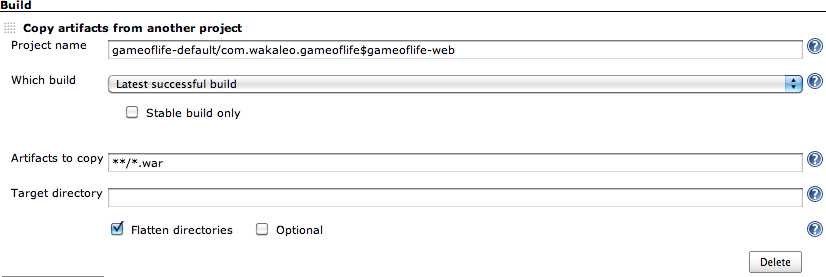 Build
Copy artifacts from another project
Project name
gameoflife-default/com.wakaleo.gameoflife$gameoflife-web
?
Which build
Latest successful build
?
Stable build only
Artifacts to copy
**/*.war
?
Target directory
?
Flatten directories
Optional
?
Delete